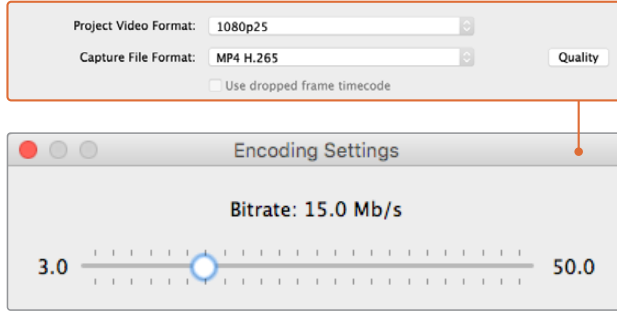 Project Video Format: 1080p25
Capture File Format: MP4 H.265 Quality
Use dropped frame timecode
Encoding Settings
Bitrate: 15.0 Mb/s
3.0 50.0